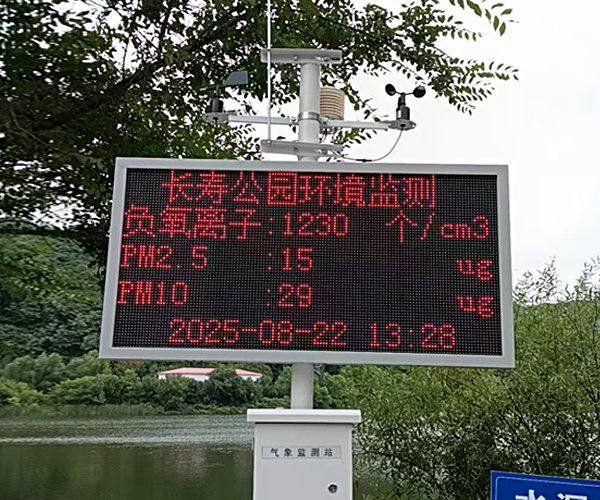 长寿公园环境监测
负氧离子:1230 个/cm3
PM2.5 :15 ug
PM10 :29 ug
2025-08-22 13:28
气象监测站